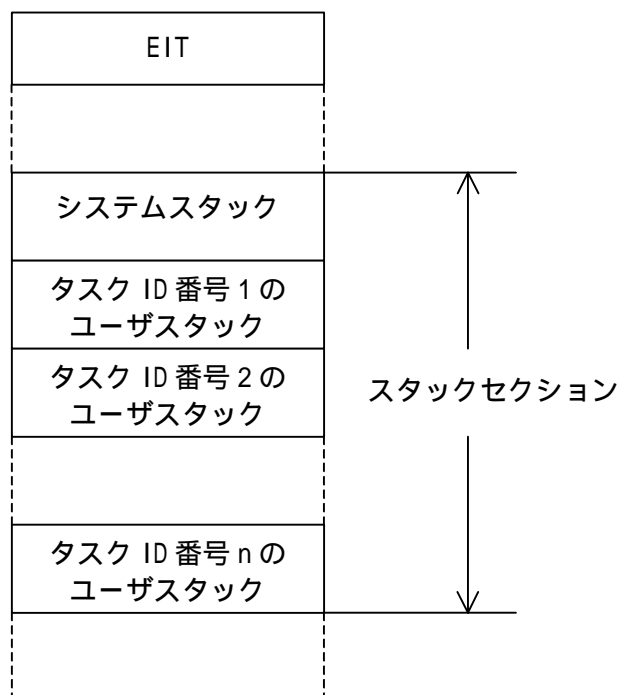 EIT
システムスタック
タスク ID 番号 1 の
ユーザスタック
タスク ID 番号 2 の
ユーザスタック
スタックセクション
タスク ID 番号 n の
ユーザスタック